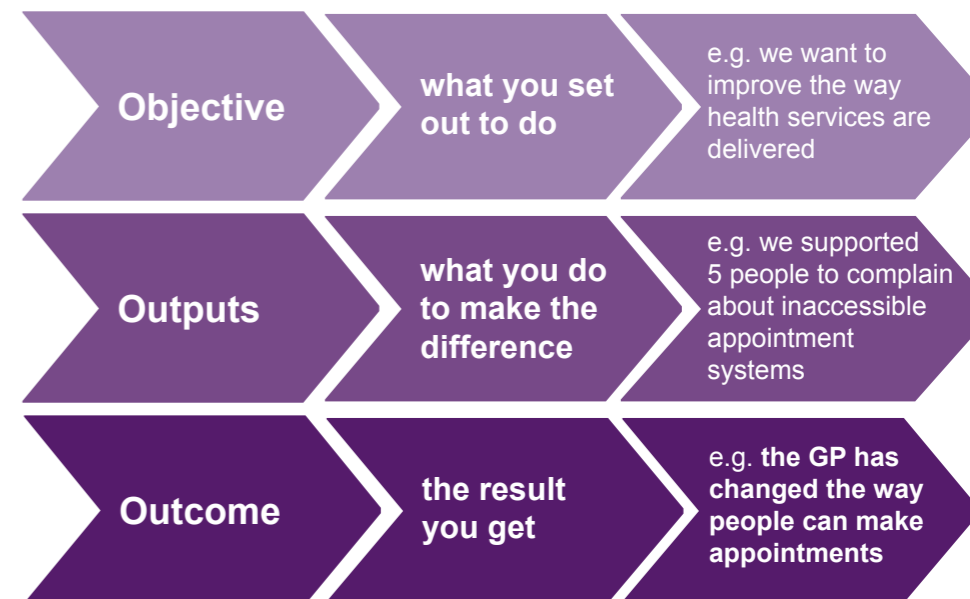 Objective
what you set
out to do
e.g. we want to
improve the way
health services are
delivered
Outputs
what you do
to make the
difference
e.g. we supported
5 people to complain
about inaccessible
appointment
systems
Outcome
the result
you get
e.g. the GP has
changed the way
people can make
appointments